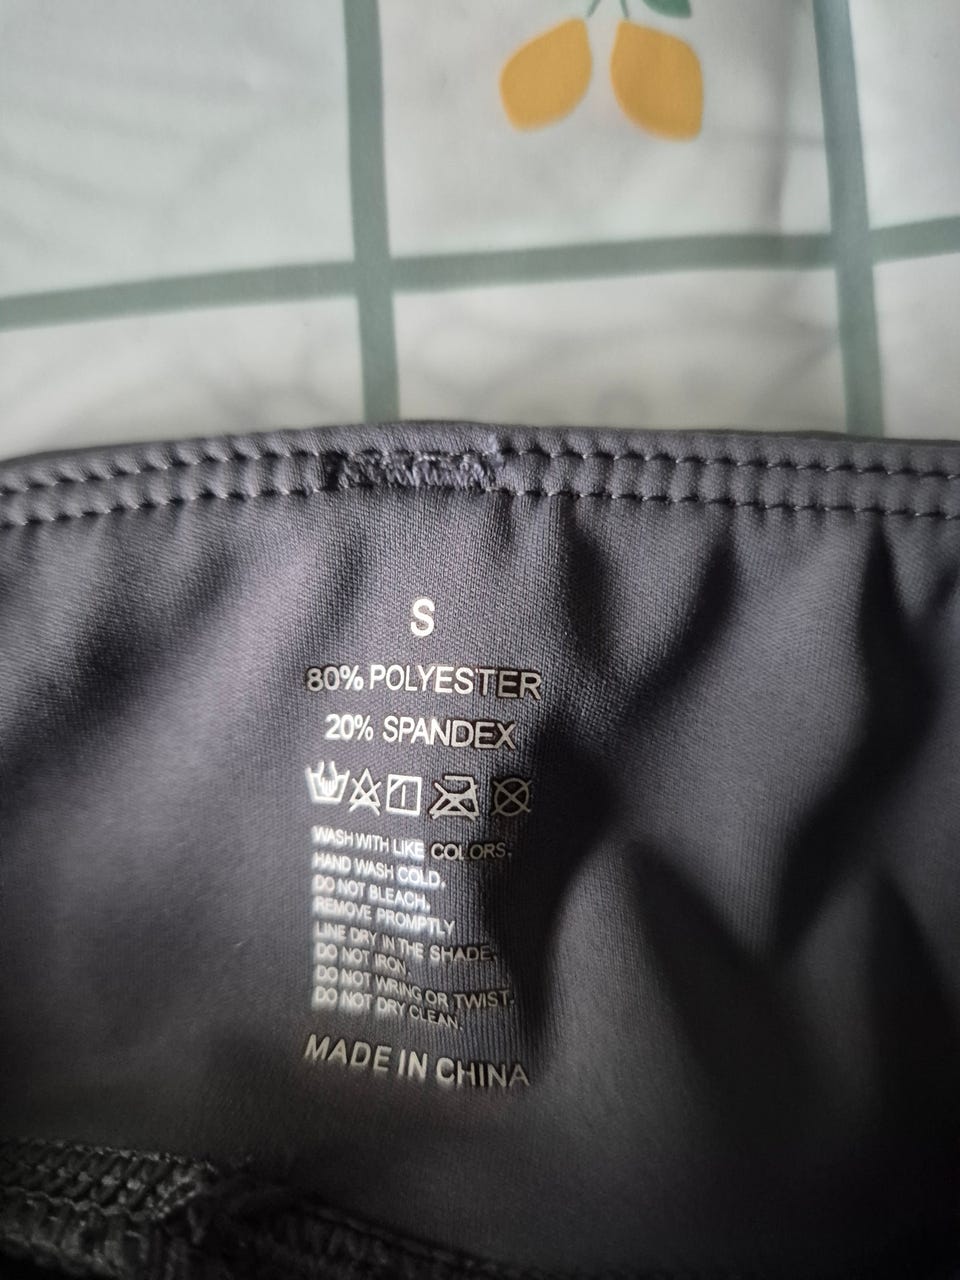 S
80% POLYESTER
20% SPANDEX
WASH WITH LIKE COLORS.
HAND WASH COLD.
DO NOT BLEACH.
REMOVE PROMPTLY
LINE DRY IN THE SHADE.
DO NOT IRON.
DO NOT WRING OR TWIST.
DO NOT DRY CLEAN.
MADE IN CHINA